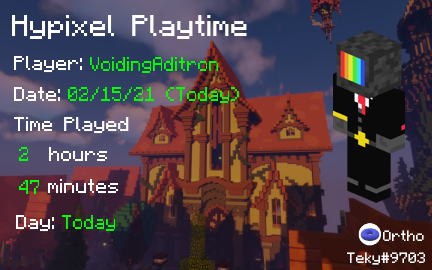 Hypixel Playtime
Player: VoidingAditron
Date: 02/15/21 (Today)
Time Played
2 hours
47 minutes
Day: Today
Ortho
Teky#9703